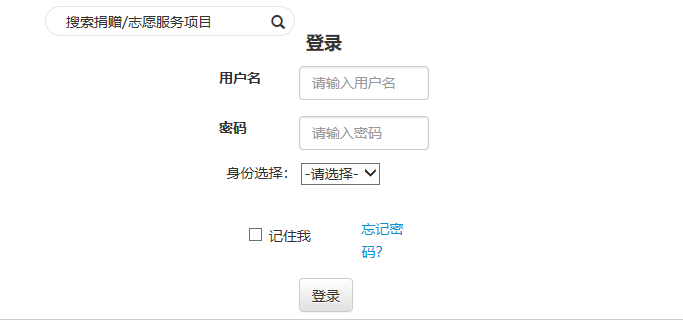 搜索捐赠/志愿服务项目
登录
用户名
请输入用户名
密码
请输入密码
身份选择：
-请选择-
记住我
忘记密
码?
登录